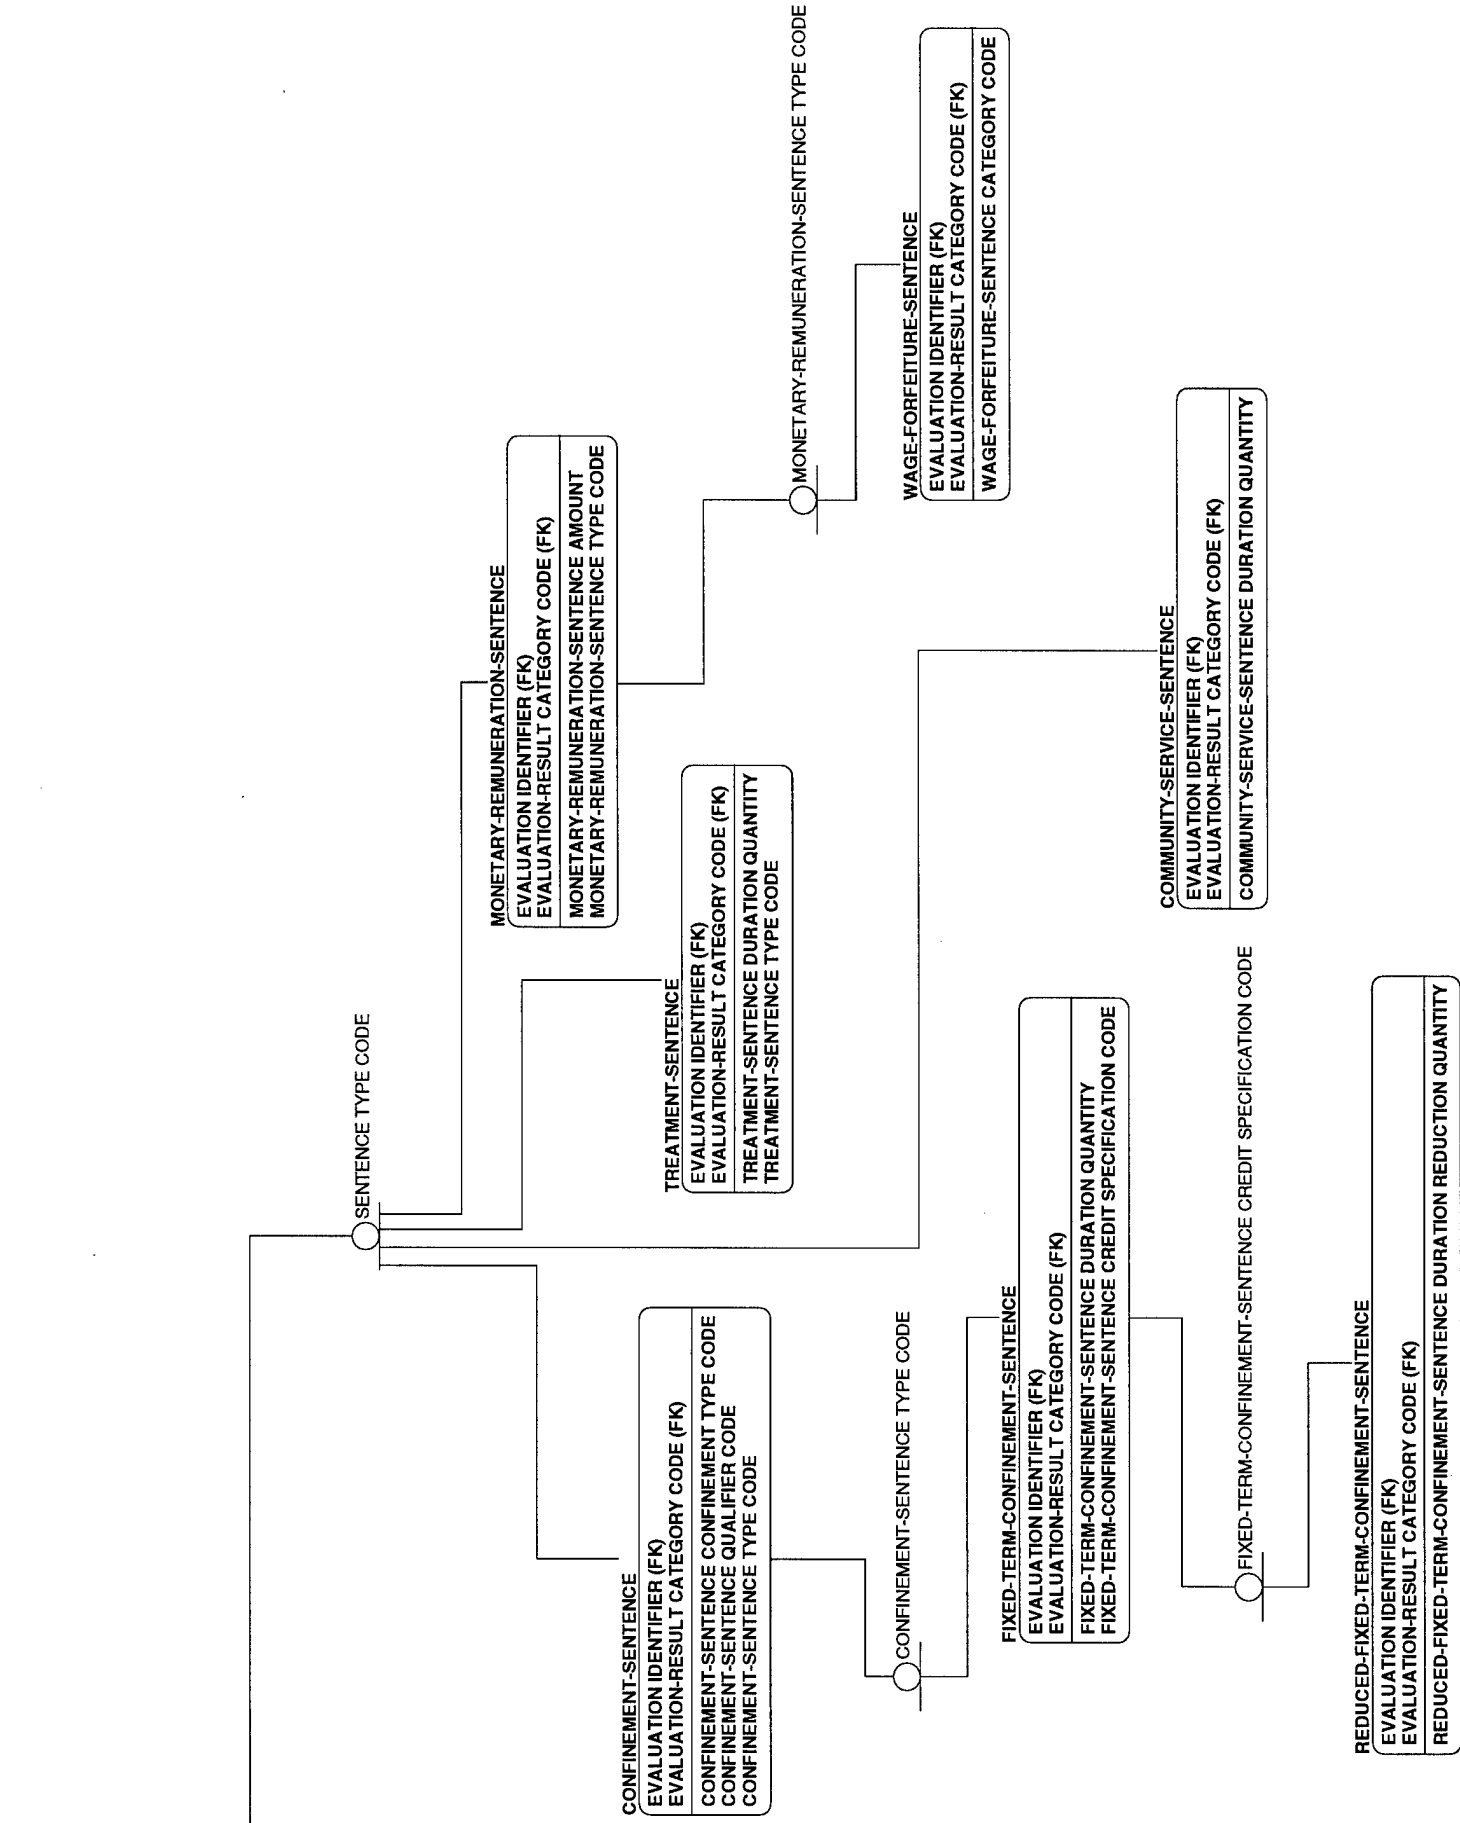 SENTENCE TYPE CODE
CONFINEMENT-SENTENCE
EVALUATION IDENTIFIER (FK)
EVALUATION-RESULT CATEGORY CODE (FK)
CONFINEMENT-SENTENCE CONFINEMENT TYPE CODE
CONFINEMENT-SENTENCE QUALIFIER CODE
CONFINEMENT-SENTENCE TYPE CODE
TREATMENT-SENTENCE
EVALUATION IDENTIFIER (FK)
EVALUATION-RESULT CATEGORY CODE (FK)
TREATMENT-SENTENCE DURATION QUANTITY
TREATMENT-SENTENCE TYPE CODE
MONETARY-REMUNERATION-SENTENCE
EVALUATION IDENTIFIER (FK)
EVALUATION-RESULT CATEGORY CODE (FK)
MONETARY-REMUNERATION-SENTENCE AMOUNT
MONETARY-REMUNERATION-SENTENCE TYPE CODE
MONETARY-REMUNERATION-SENTENCE TYPE CODE
CONFINEMENT-SENTENCE TYPE CODE
WAGE-FORFEITURE-SENTENCE
EVALUATION IDENTIFIER (FK)
EVALUATION-RESULT CATEGORY CODE (FK)
WAGE-FORFEITURE-SENTENCE CATEGORY CODE
FIXED-TERM-CONFINEMENT-SENTENCE
EVALUATION IDENTIFIER (FK)
EVALUATION-RESULT CATEGORY CODE (FK)
FIXED-TERM-CONFINEMENT-SENTENCE DURATION QUANTITY
FIXED-TERM-CONFINEMENT-SENTENCE CREDIT SPECIFICATION CODE
COMMUNITY-SERVICE-SENTENCE
EVALUATION IDENTIFIER (FK)
EVALUATION-RESULT CATEGORY CODE (FK)
COMMUNITY-SERVICE-SENTENCE DURATION QUANTITY
FIXED-TERM-CONFINEMENT-SENTENCE CREDIT SPECIFICATION CODE
REDUCED-FIXED-TERM-CONFINEMENT-SENTENCE
EVALUATION IDENTIFIER (FK)
EVALUATION-RESULT CATEGORY CODE (FK)
REDUCED-FIXED-TERM-CONFINEMENT-SENTENCE DURATION REDUCTION QUANTITY